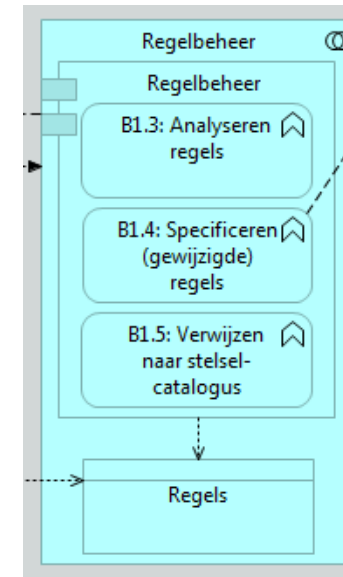 Regelbeheer
Regelbeheer
B1.3: Analyseren
regels
B1.4: Specificeren
(gewijzigde)
regels
B1.5: Verwijzen
naar stelsel-
catalogus
Regels